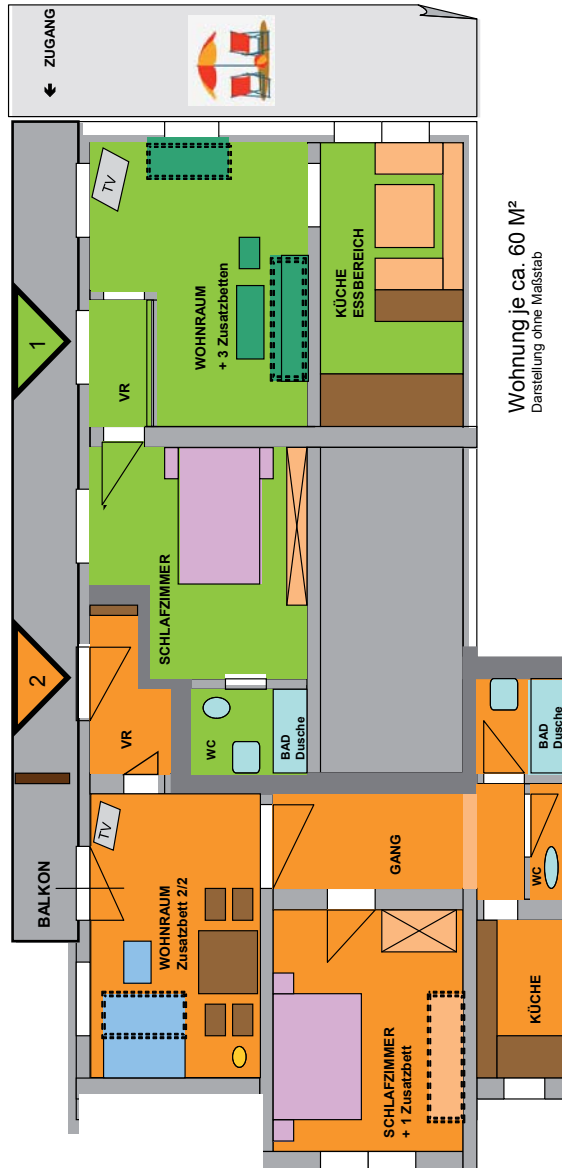 ← ZUGANG
1
2
BALKON
TV
WOHNRAUM
+ 3 Zusatzbetten
KÜCHE
ESSBEREICH
VR
SCHLAFZIMMER
WC
BAD
Dusche
VR
TV
WOHNRAUM
Zusatzbett 2/2
GANG
SCHLAFZIMMER
+ 1 Zusatzbett
BAD
Dusche
WC
KÜCHE
Wohnung je ca. 60 M²
Darstellung ohne Maßstab